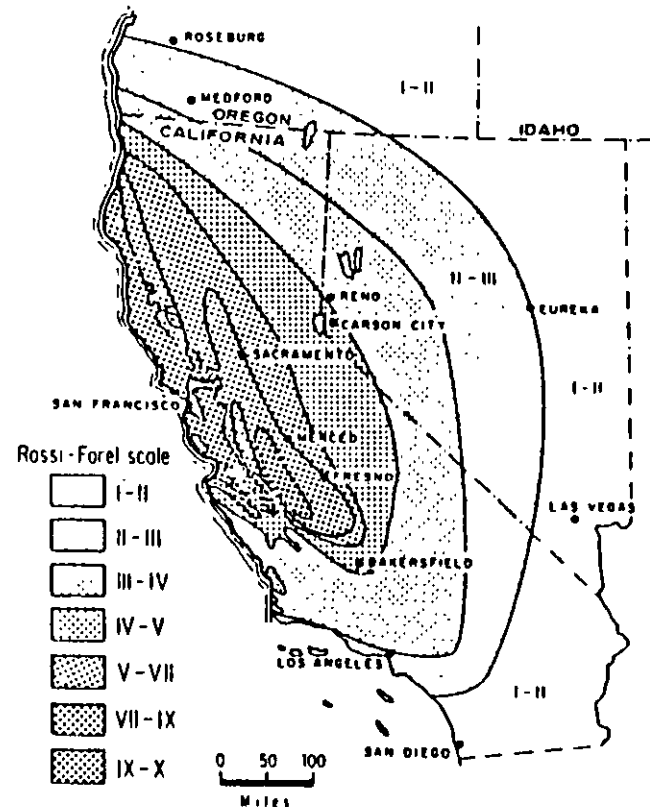 ROSEBURG
I-II
MEDFORD
OREGON
CALIFORNIA
IDAHO
II-III
RENO
EUREKA
CARSON CITY
SACRAMENTO
I-II
SAN FRANCISCO
MERCED
Rossi-Forel scale
FRESNO
I-II
LAS VEGAS
II-III
BAKERSFIELD
III-IV
IV-V
LOS ANGELES
V-VII
I-II
VII-IX
SAN DIEGO
IX-X
0 50 100
Miles